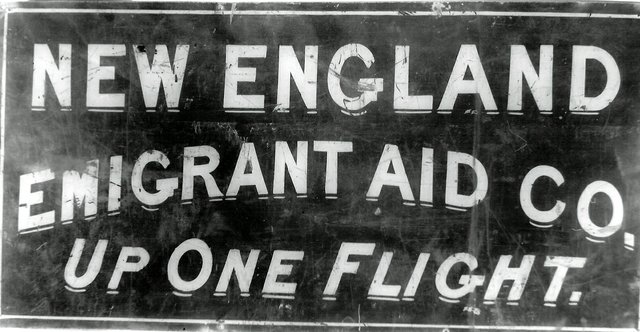 NEW ENGLAND
EMIGRANT AID CO.
UP ONE FLIGHT.